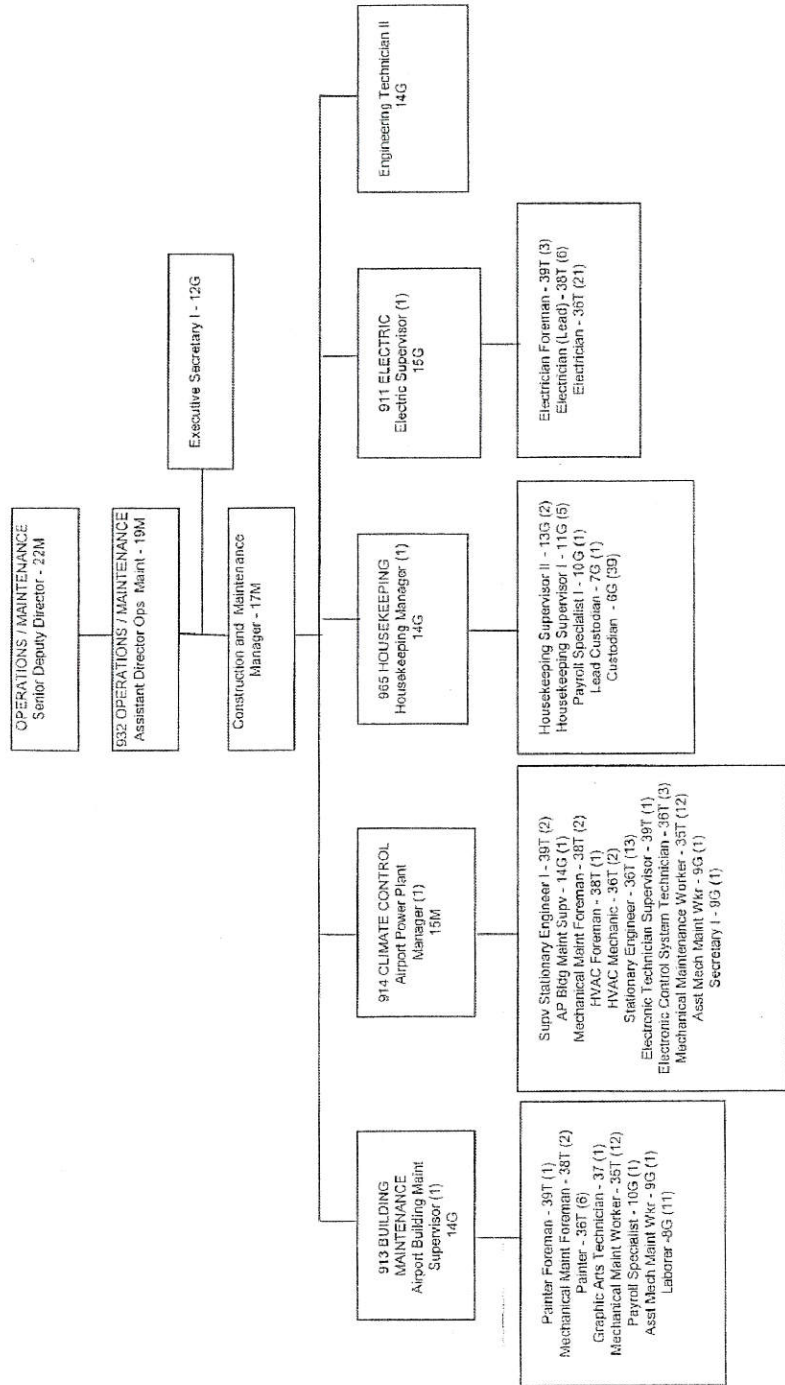 OPERATIONS / MAINTENANCE
Senior Deputy Director - 22M
932 OPERATIONS / MAINTENANCE
Assistant Director Ops Maint - 19M
Executive Secretary I - 12G
Construction and Maintenance
Manager - 17M
913 BUILDING
MAINTENANCE
Airport Building Maint
Supervisor (1)
14G
914 CLIMATE CONTROL
Airport Power Plant
Manager (1)
15M
965 HOUSEKEEPING
Housekeeping Manager (1)
14G
911 ELECTRIC
Electric Supervisor (1)
15G
Engineering Technician II
14G
Painter Foreman - 39T (1)
Mechanical Maint Foreman - 38T (2)
Painter - 36T (6)
Graphic Arts Technician - 37 (1)
Mechanical Maint Worker - 35T (12)
Payroll Specialist - 10G (1)
Asst Mech Maint Wkr - 9G (1)
Laborer -8G (11)
Supv Stationary Engineer I - 39T (2)
AP Bldg Maint Supv - 14G (1)
Mechanical Maint Foreman - 38T (2)
HVAC Foreman - 38T (1)
HVAC Mechanic - 36T (2)
Stationary Engineer - 36T (13)
Electronic Technician Supervisor - 39T (1)
Electronic Control System Technician - 36T (3)
Mechanical Maintenance Worker - 35T (12)
Asst Mech Maint Wkr - 9G (1)
Secretary I - 9G (1)
Housekeeping Supervisor II - 13G (2)
Housekeeping Supervisor I - 11G (5)
Payroll Specialist I - 10G (1)
Lead Custodian - 7G (1)
Custodian - 6G (39)
Electrician Foreman - 39T (3)
Electrician (Lead) - 38T (6)
Electrician - 36T (21)